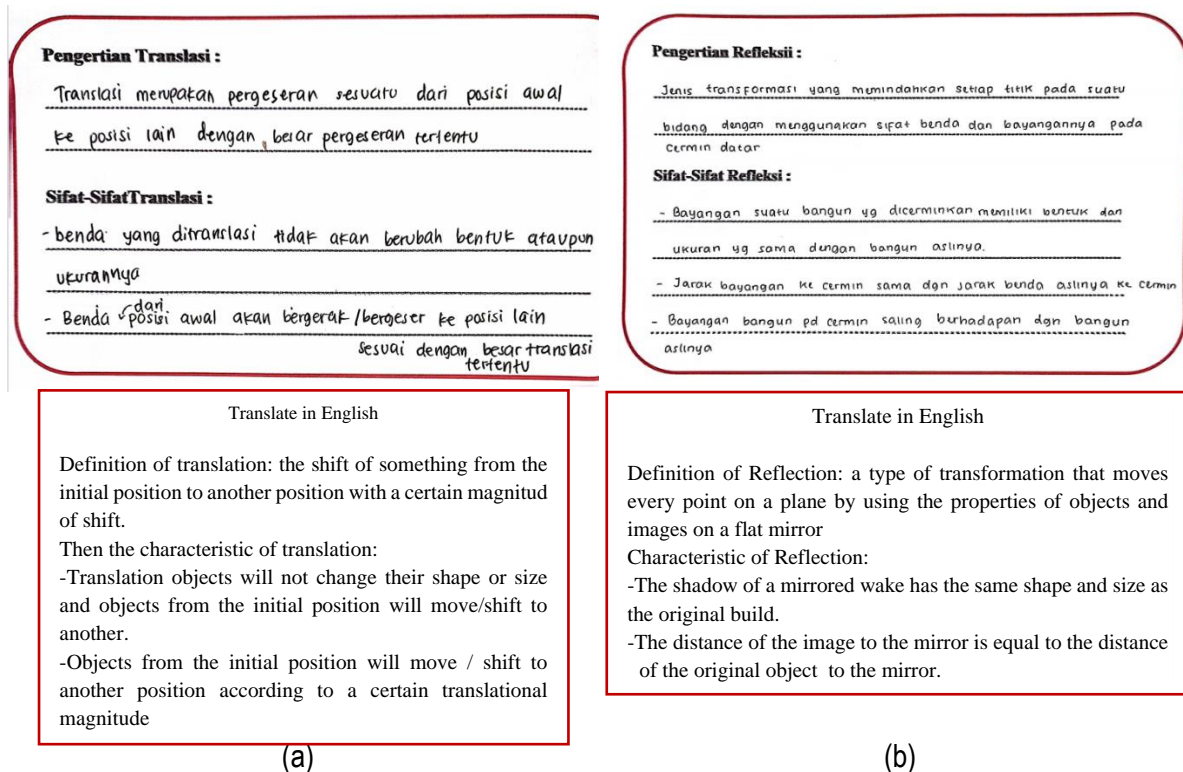 Pengertian Translasi :
Translasi merupakan pergeseran sesuatu dari posisi awal
ke posisi lain dengan besar pergeseran tertentu
Sifat-SifatTranslasi :
- benda yang ditranslasi tidak akan berubah bentuk ataupun
ukurannya
- Benda dari posisi awal akan bergerak /bergeser ke posisi lain
sesuai dengan besar translasi
tertentu
Translate in English
Definition of translation: the shift of something from the
initial position to another position with a certain magnitud
of shift.
Then the characteristic of translation:
-Translation objects will not change their shape or size
and objects from the initial position will move/shift to
another.
-Objects from the initial position will move / shift to
another position according to a certain translational
magnitude
(a)
Pengertian Refleksii :
Jenis transformasi yang memindahkan setiap titik pada suatu
bidang dengan menggunakan sifat benda dan bayangannya pada
cermin datar
Sifat-Sifat Refleksi :
- Bayangan suatu bangun yg dicerminkan memiliki bentuk dan
ukuran yg sama dengan bangun aslinya.
- Jarak bayangan ke cermin sama dgn jarak benda aslinya ke cermin
- Bayangan bangun pd cermin saling berhadapan dgn bangun
aslinya
Translate in English
Definition of Reflection: a type of transformation that moves
every point on a plane by using the properties of objects and
images on a flat mirror
Characteristic of Reflection:
-The shadow of a mirrored wake has the same shape and size as
the original build.
-The distance of the image to the mirror is equal to the distance
of the original object to the mirror.
(b)